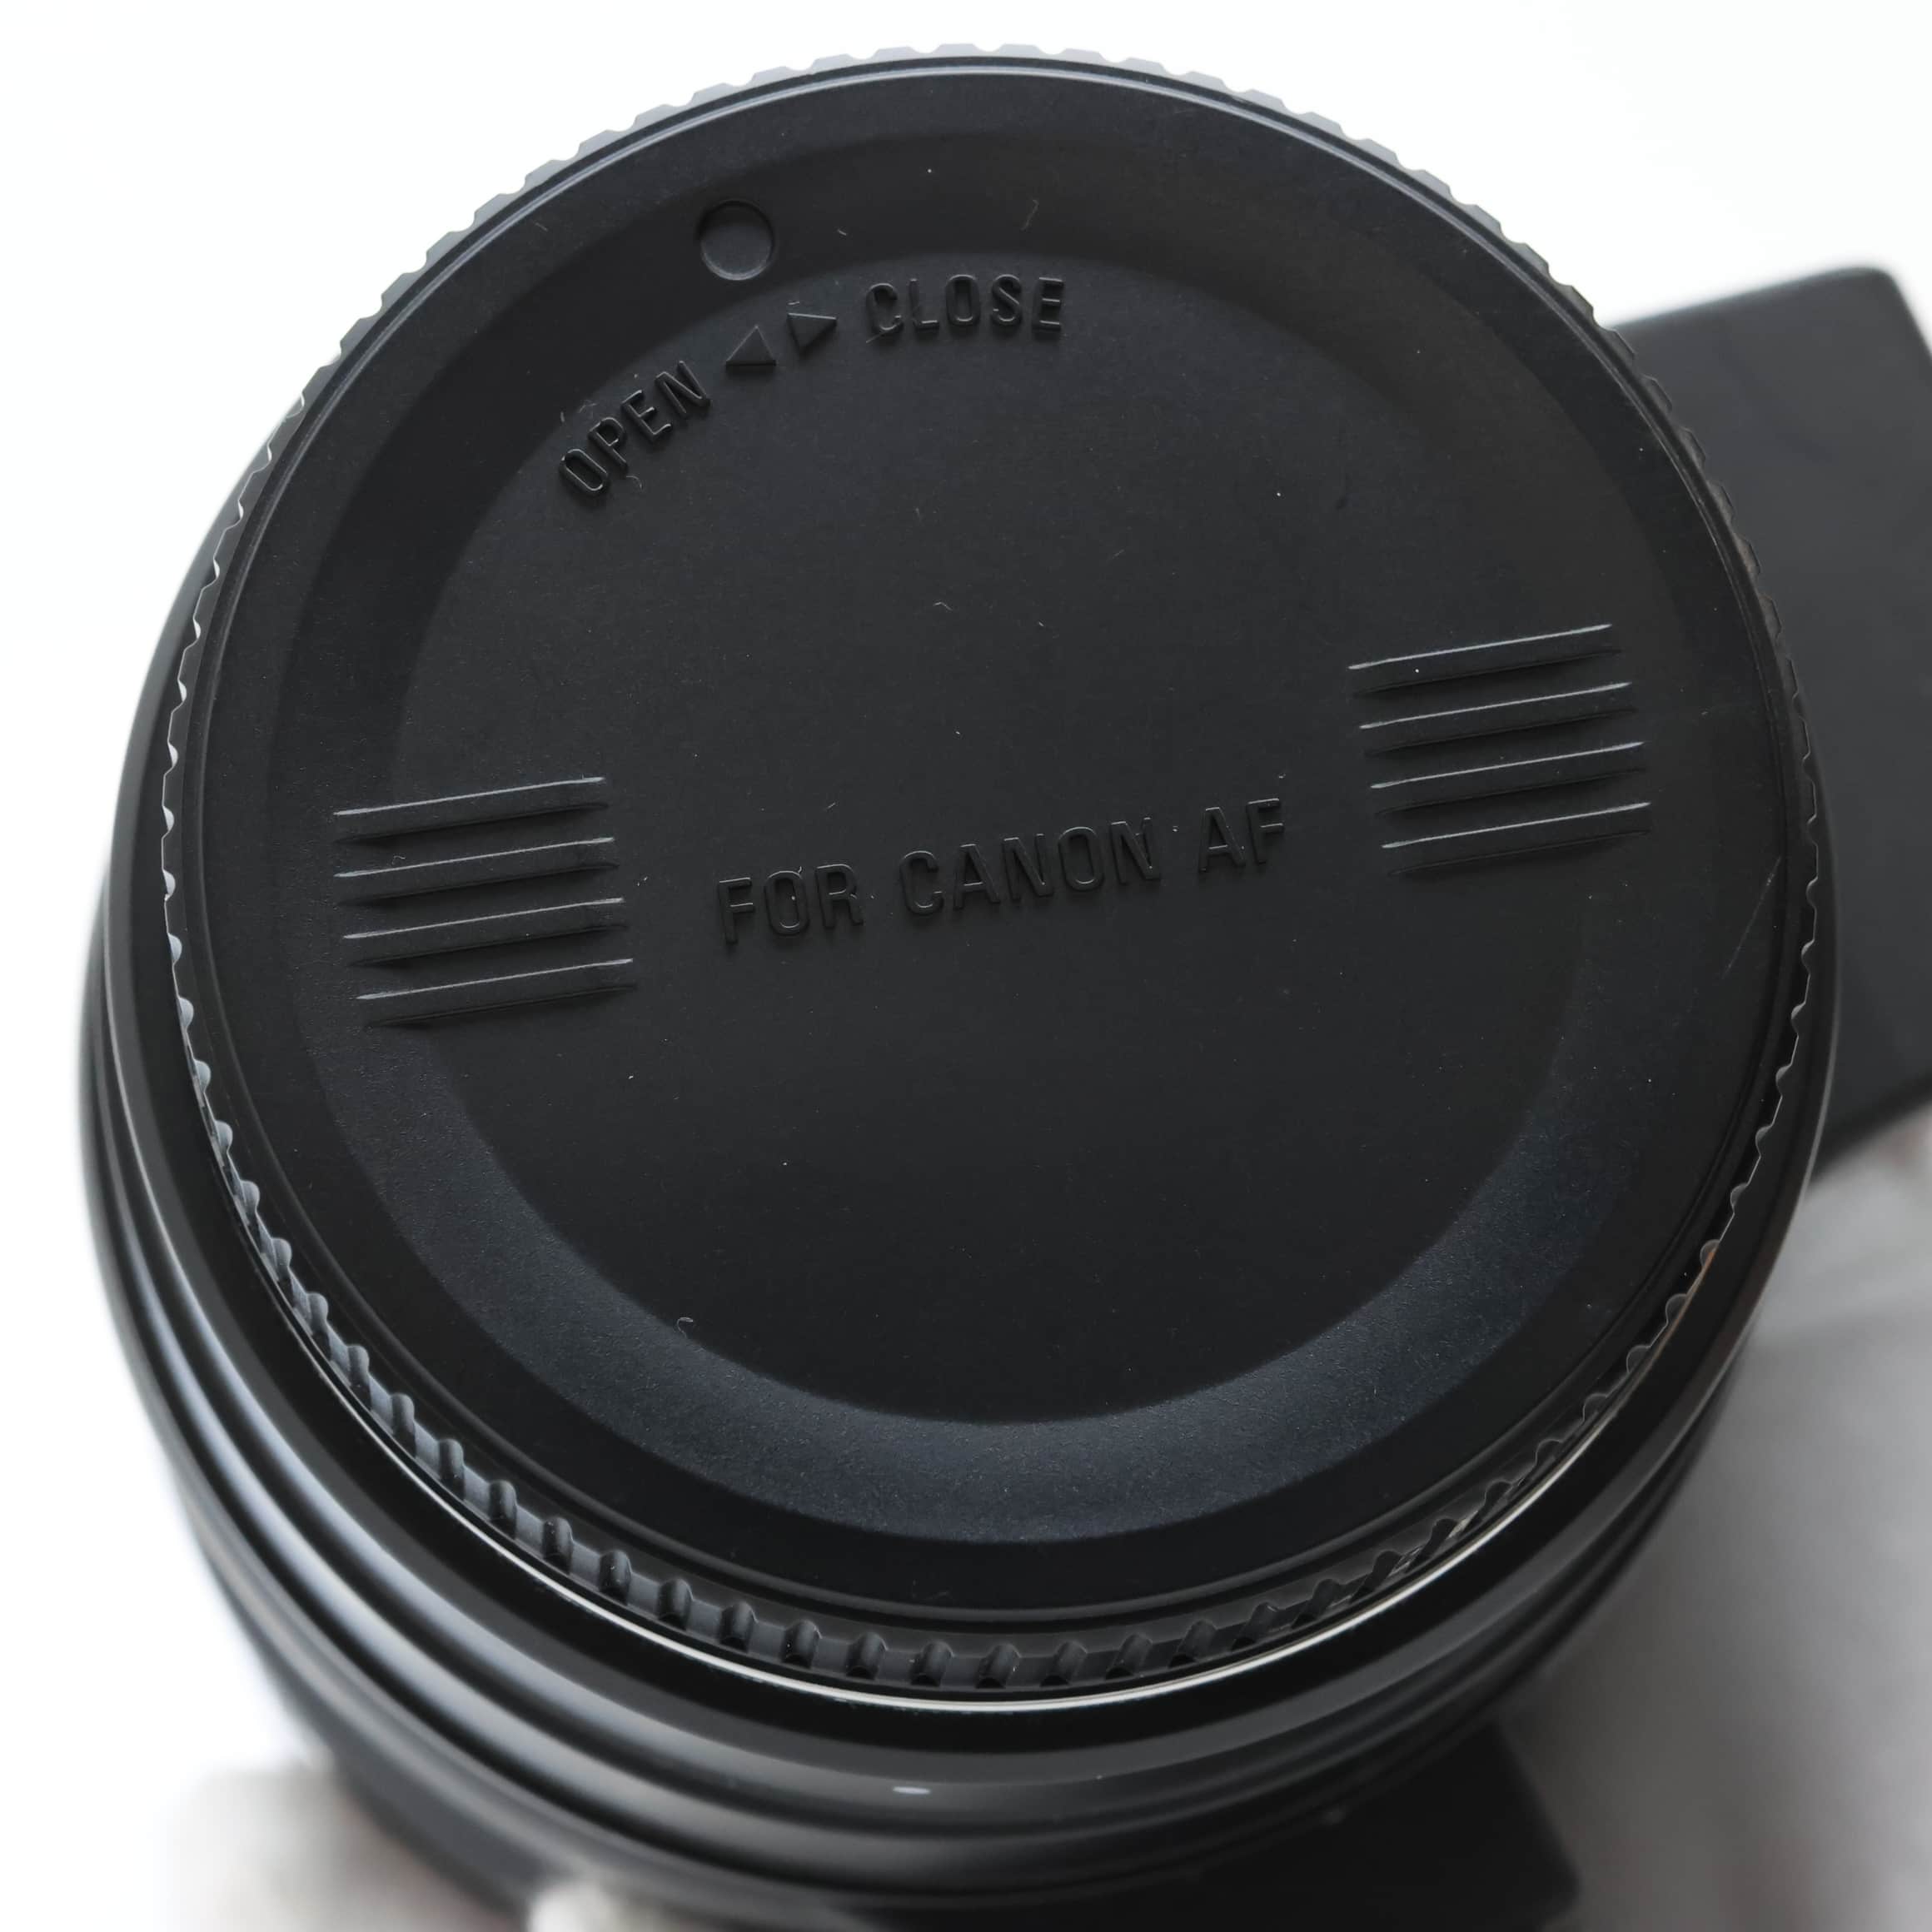 OPEN ◀ ▶ CLOSE
FOR CANON AF